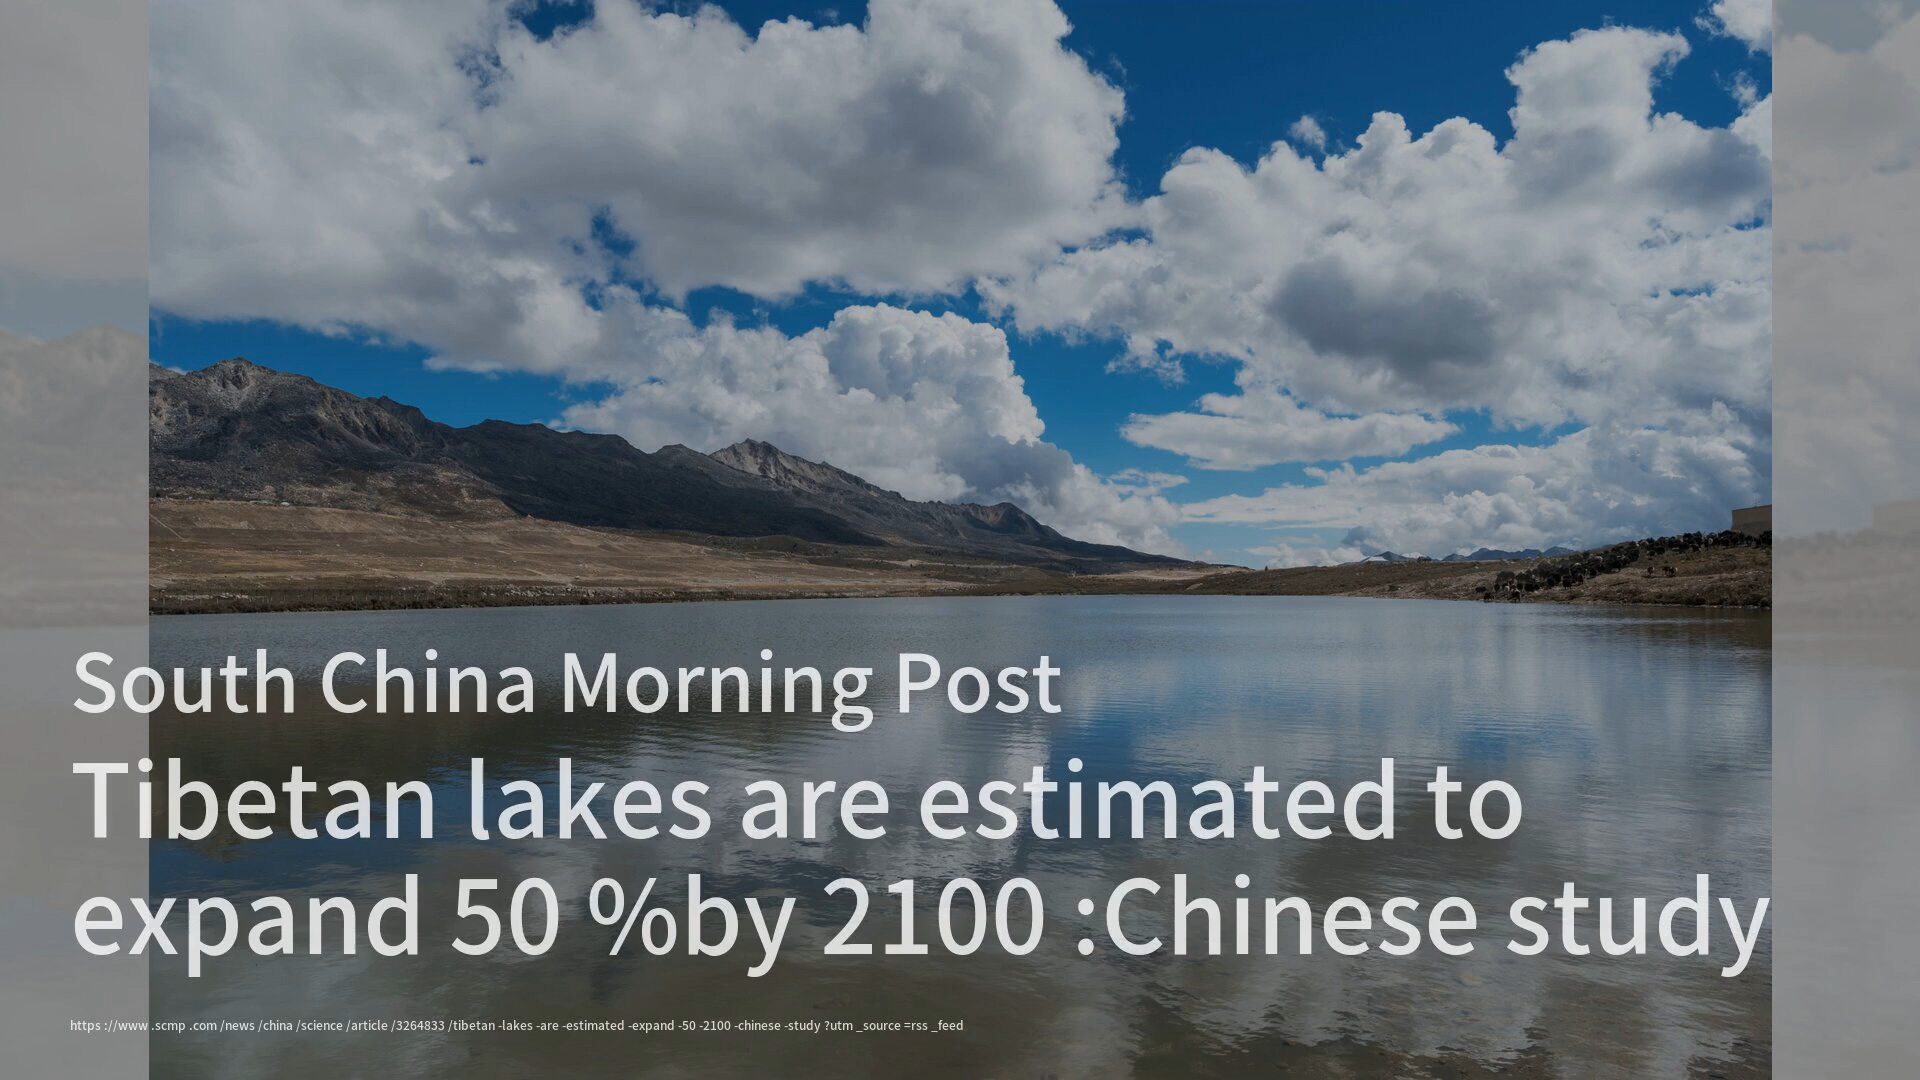 South China Morning Post
Tibetan lakes are estimated to
expand 50 %by 2100 :Chinese study
https ://www .scmp .com /news /china /science /article /3264833 /tibetan -lakes -are -estimated -expand -50 -2100 -chinese -study ?utm _source =rss _feed